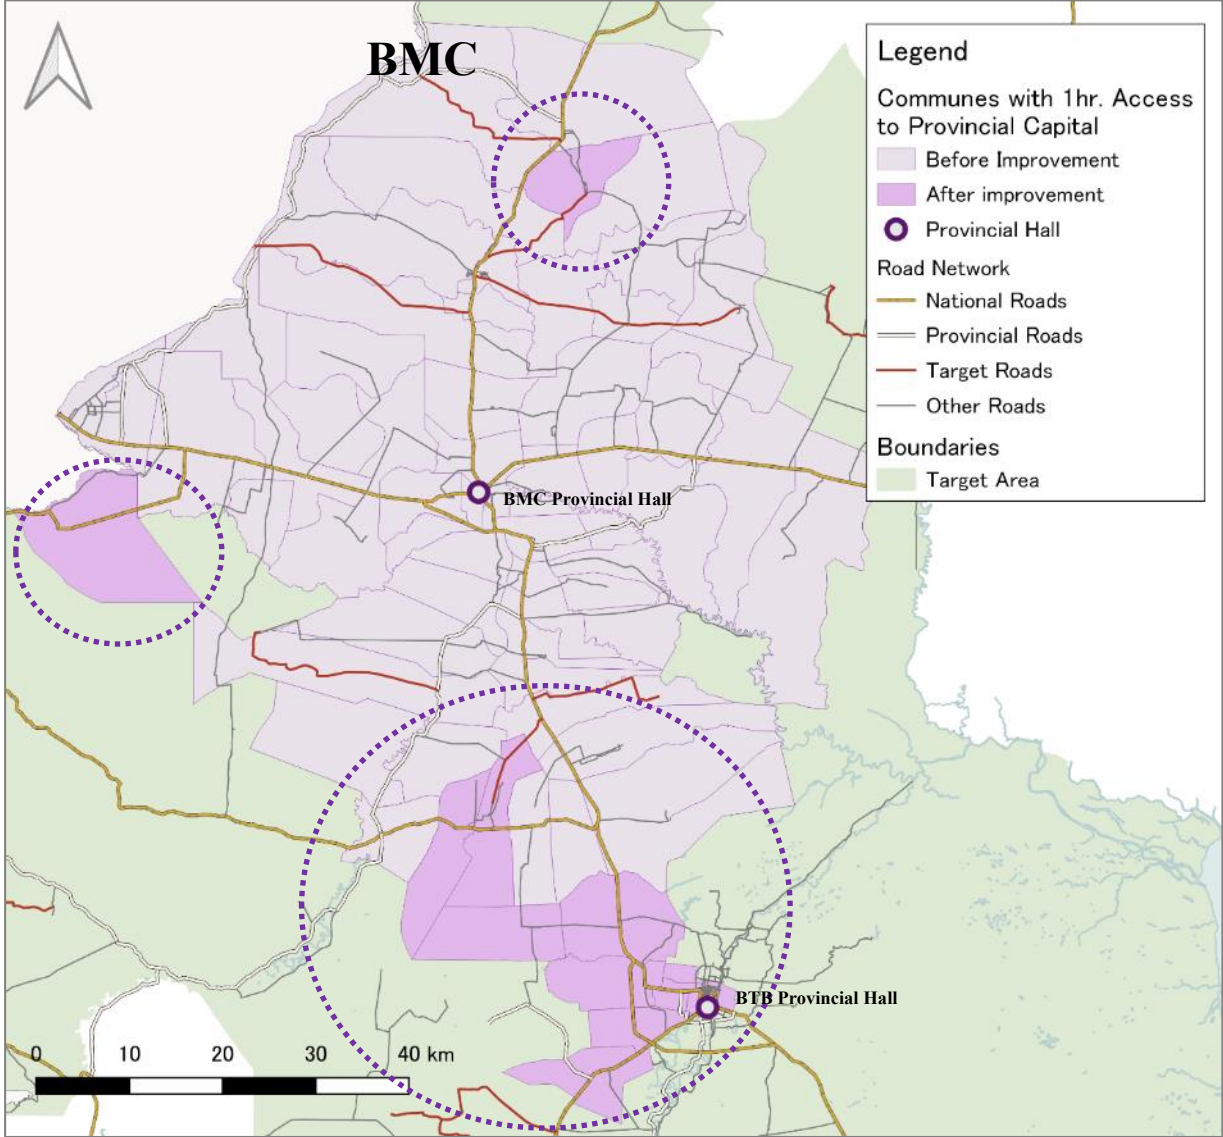 BMC
Legend
Communes with 1hr. Access
to Provincial Capital
Before Improvement
After improvement
Provincial Hall
Road Network
National Roads
Provincial Roads
Target Roads
Other Roads
Boundaries
Target Area
BMC Provincial Hall
BTB Provincial Hall
0 10 20 30 40 km